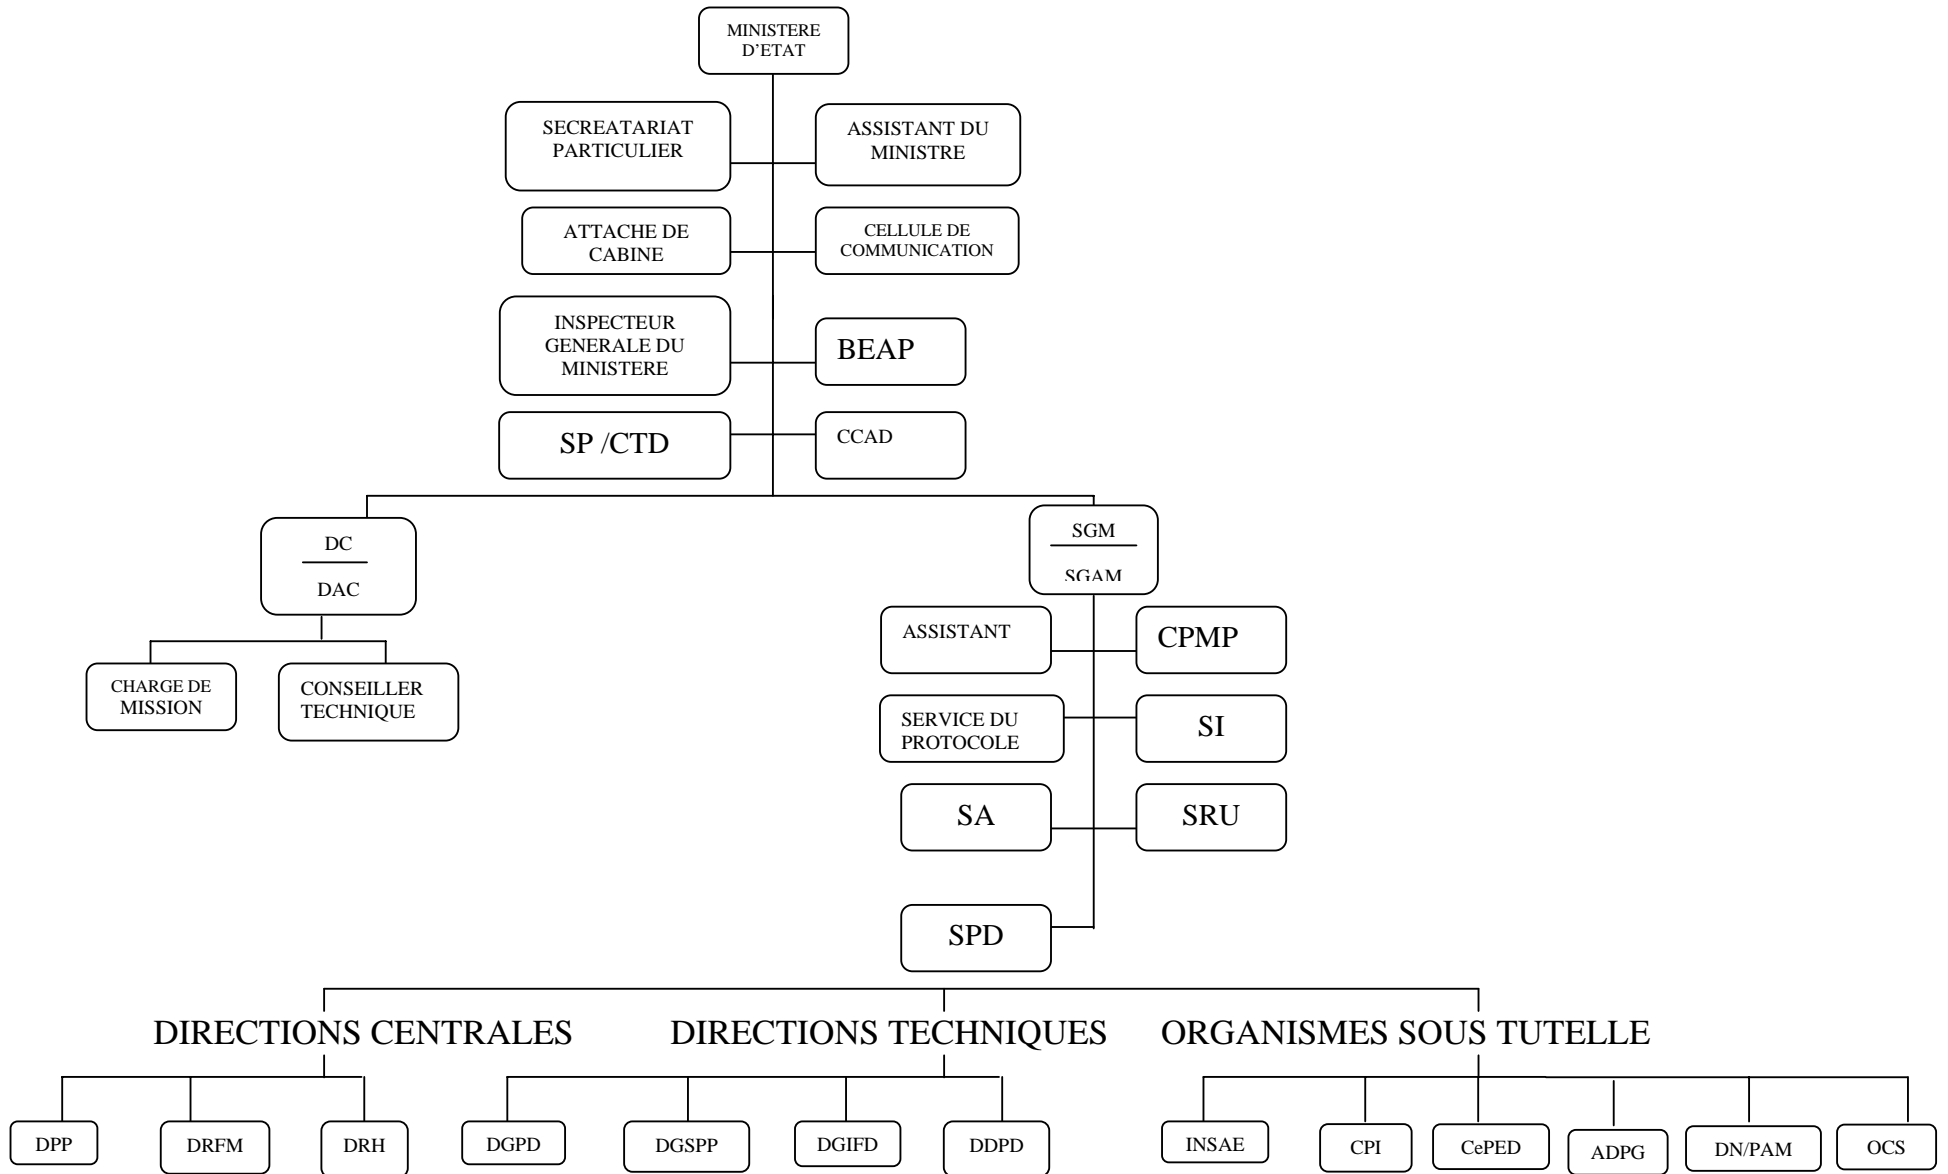 MINISTERE
D'ETAT
SECREATARIAT
PARTICULIER
ASSISTANT DU
MINISTRE
ATTACHE DE
CABINE
CELLULE DE
COMMUNICATION
INSPECTEUR
GENERALE DU
MINISTERE
BEAP
SP /CTD
CCAD
DC
DAC
SGM
SGAM
CHARGE DE
MISSION
CONSEILLER
TECHNIQUE
ASSISTANT
CPMP
SERVICE DU
PROTOCOLE
SI
SA
SRU
SPD
DIRECTIONS CENTRALES
DIRECTIONS TECHNIQUES
ORGANISMES SOUS TUTELLE
DPP
DRFM
DRH
DGPD
DGSPP
DGIFD
DDPD
INSAE
CPI
CePED
ADPG
DN/PAM
OCS